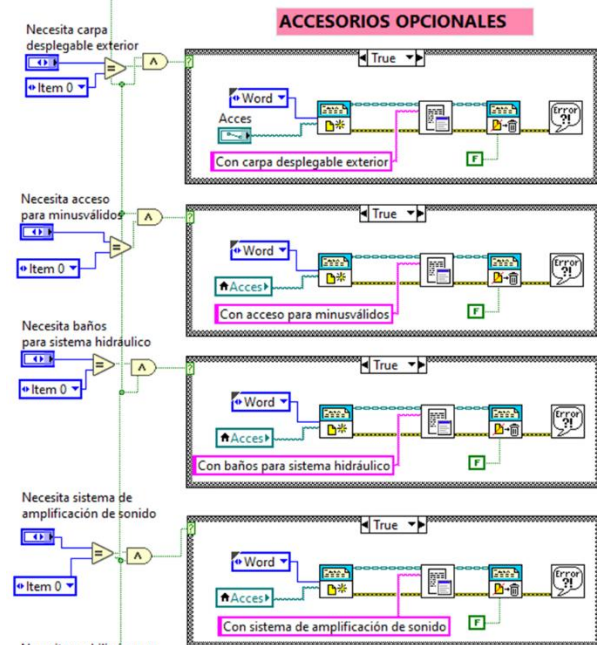 ACCESORIOS OPCIONALES
Necesita carpa
desplegable exterior
True
=
∧
?
Item 0
Word
Acces
Con carpa desplegable exterior
F
Error
?!
Necesita acceso
para minusválidos
True
=
∧
?
Item 0
Word
Acces
Con acceso para minusválidos
F
Error
?!
Necesita baños
para sistema hidráulico
True
=
∧
?
Item 0
Word
Acces
Con baños para sistema hidráulico
F
Error
?!
Necesita sistema de
amplificación de sonido
True
=
∧
?
Item 0
Word
Acces
Con sistema de amplificación de sonido
F
Error
?!